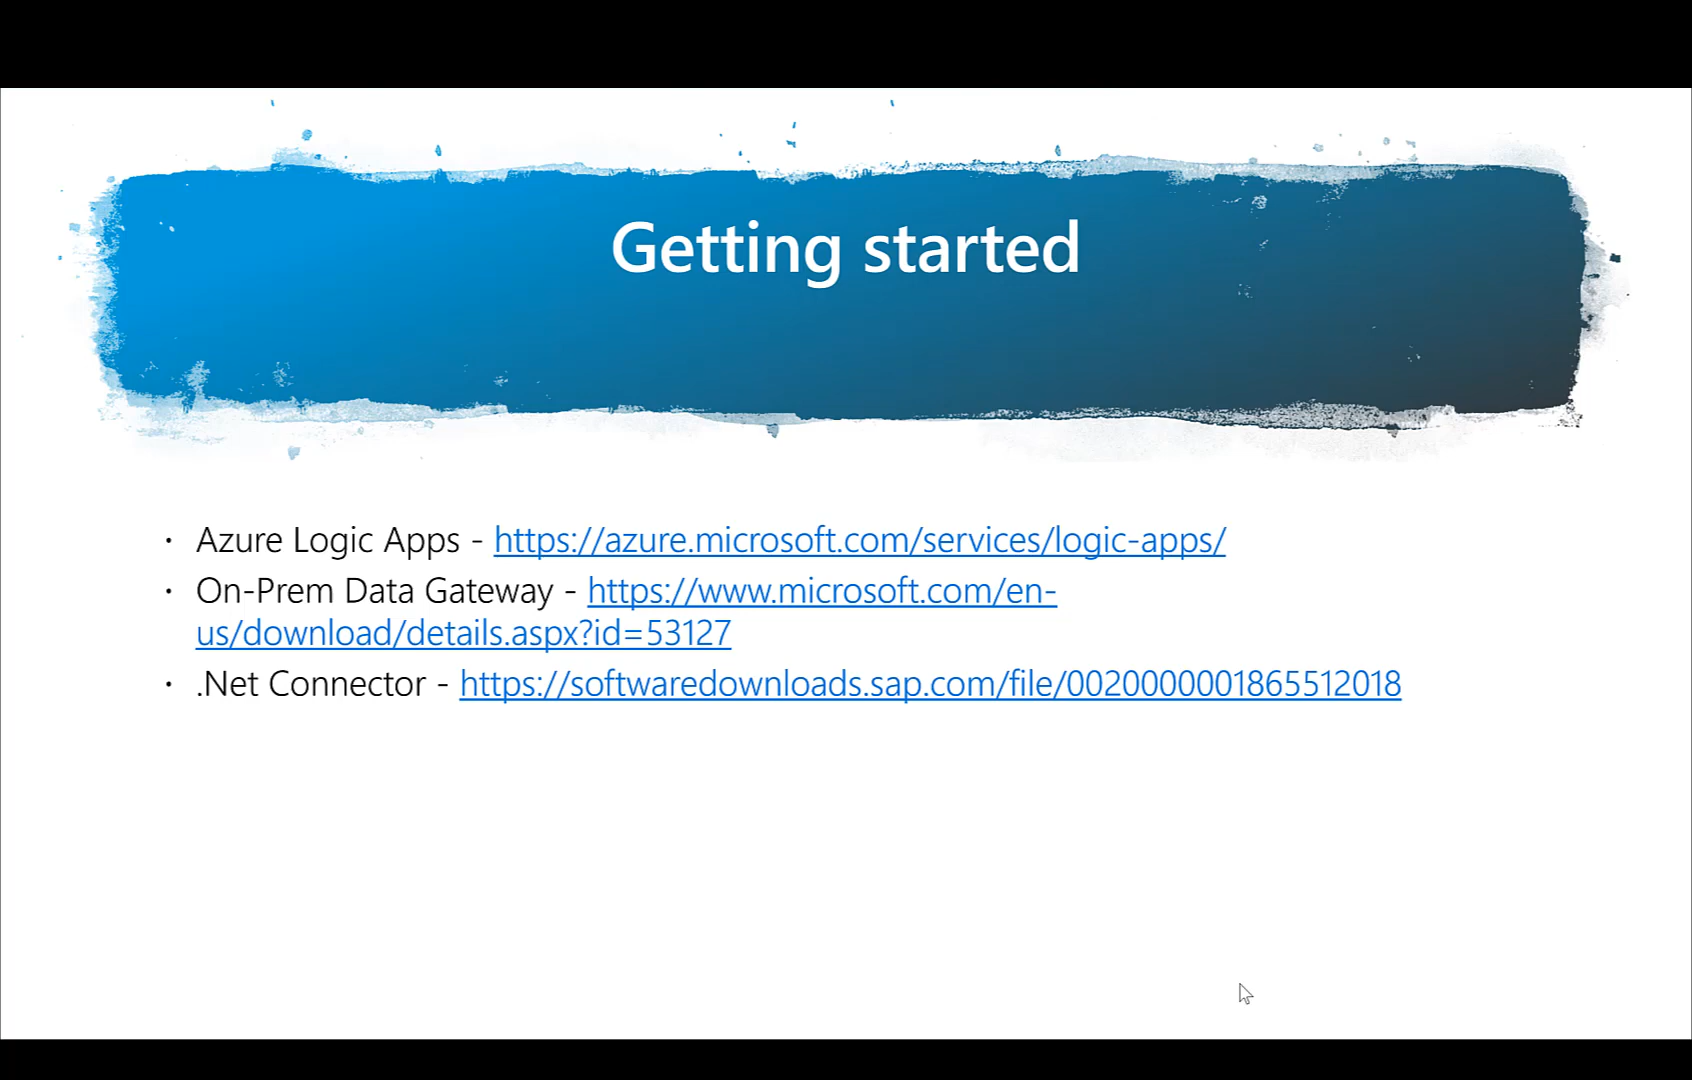 Getting started
· Azure Logic Apps - https://azure.microsoft.com/services/logic-apps/
· On-Prem Data Gateway - https://www.microsoft.com/en-
us/download/details.aspx?id=53127
· .Net Connector - https://softwaredownloads.sap.com/file/0020000001865512018